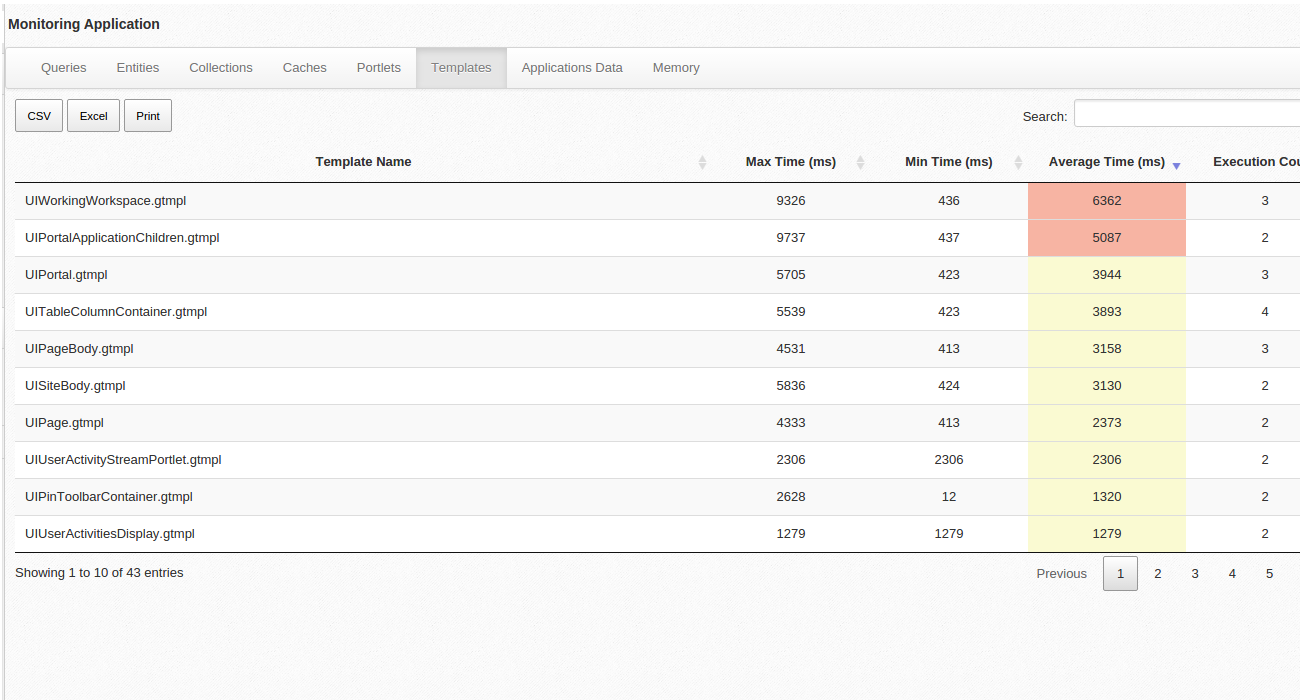 Monitoring Application
Queries Entities Collections Caches Portlets Templates Applications Data Memory
CSV Excel Print Search:
Template Name Max Time (ms) Min Time (ms) Average Time (ms) Execution Cou
UIWorkingWorkspace.gtmpl 9326 436 6362 3
UIPortalApplicationChildren.gtmpl 9737 437 5087 2
UIPortal.gtmpl 5705 423 3944 3
UITableColumnContainer.gtmpl 5539 423 3893 4
UIPageBody.gtmpl 4531 413 3158 3
UISiteBody.gtmpl 5836 424 3130 2
UIPage.gtmpl 4333 413 2373 2
UIUserActivityStreamPortlet.gtmpl 2306 2306 2306 2
UIPinToolbarContainer.gtmpl 2628 12 1320 2
UIUserActivitiesDisplay.gtmpl 1279 1279 1279 2
Showing 1 to 10 of 43 entries Previous 1 2 3 4 5